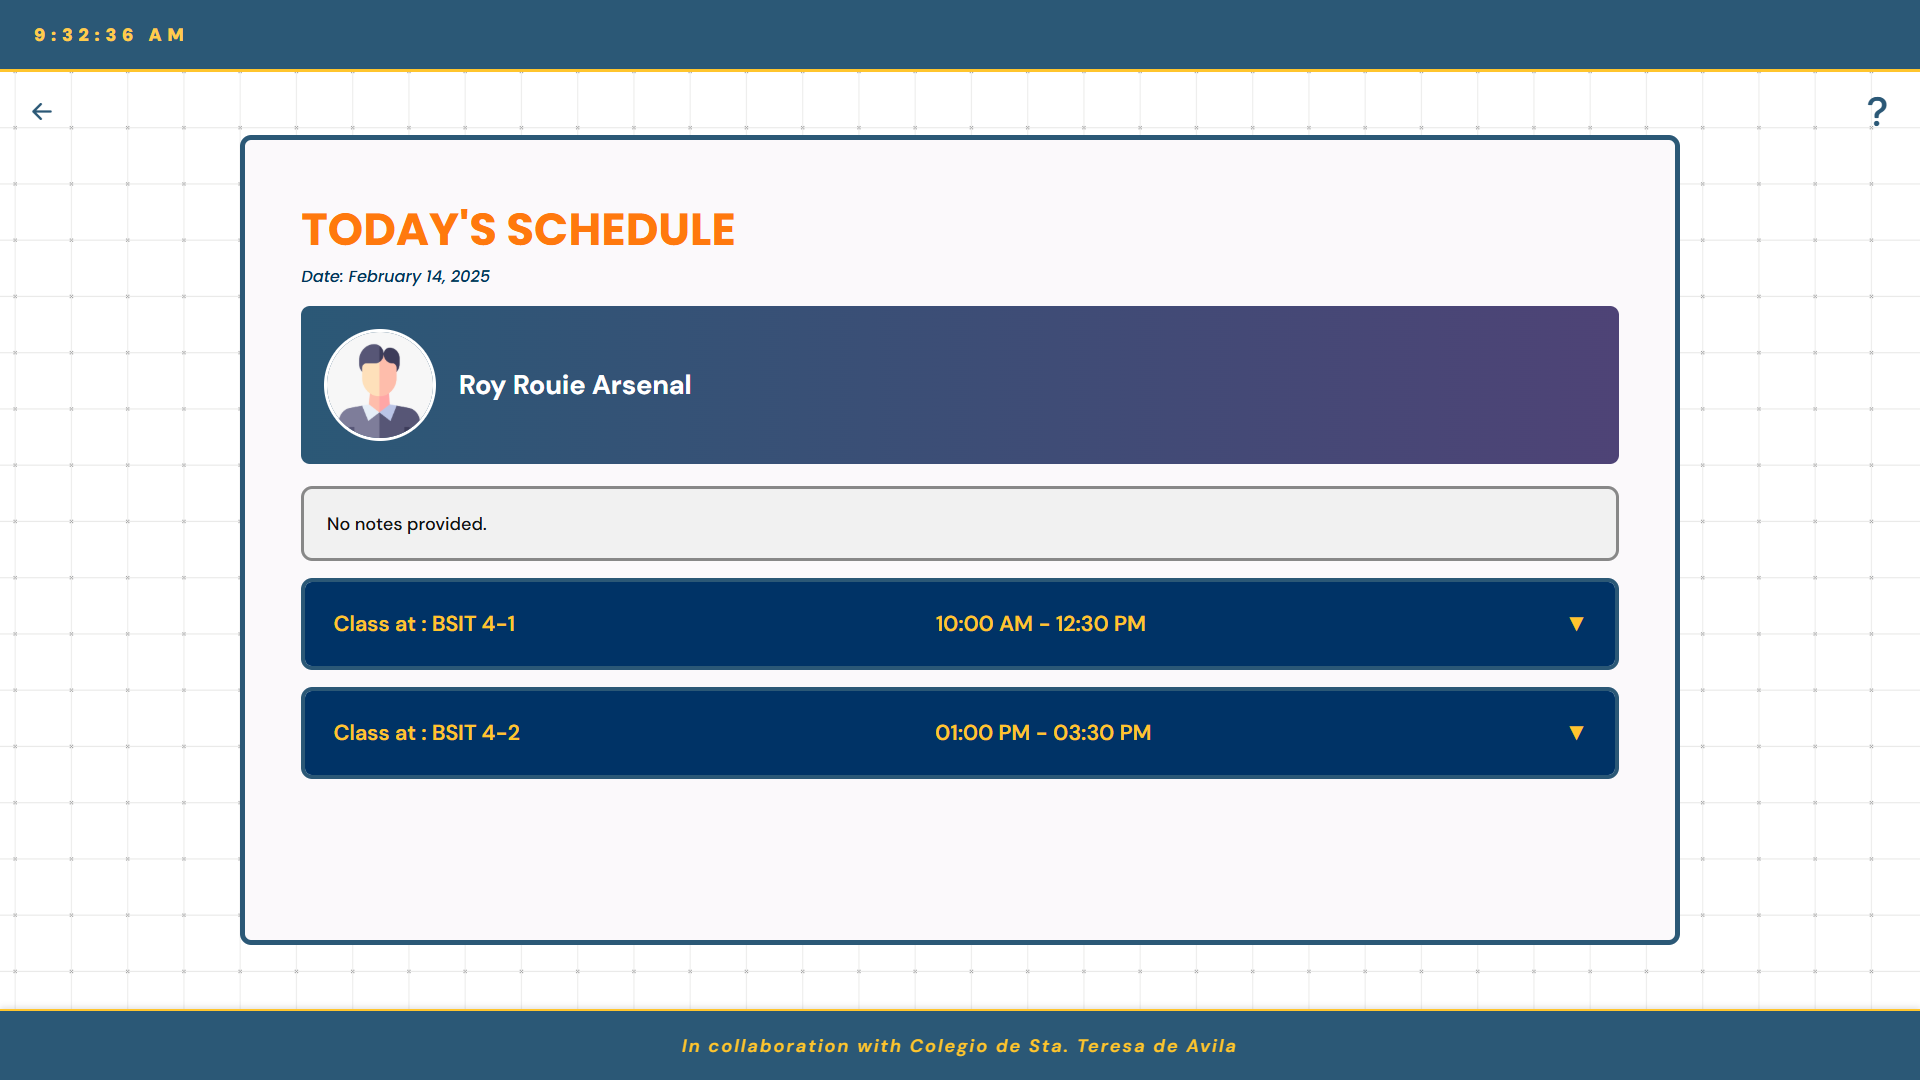 9:32:36 AM
?
TODAY'S SCHEDULE
Date: February 14, 2025
Roy Rouie Arsenal
No notes provided.
Class at : BSIT 4-1 10:00 AM - 12:30 PM ▼
Class at : BSIT 4-2 01:00 PM - 03:30 PM ▼
In collaboration with Colegio de Sta. Teresa de Avila